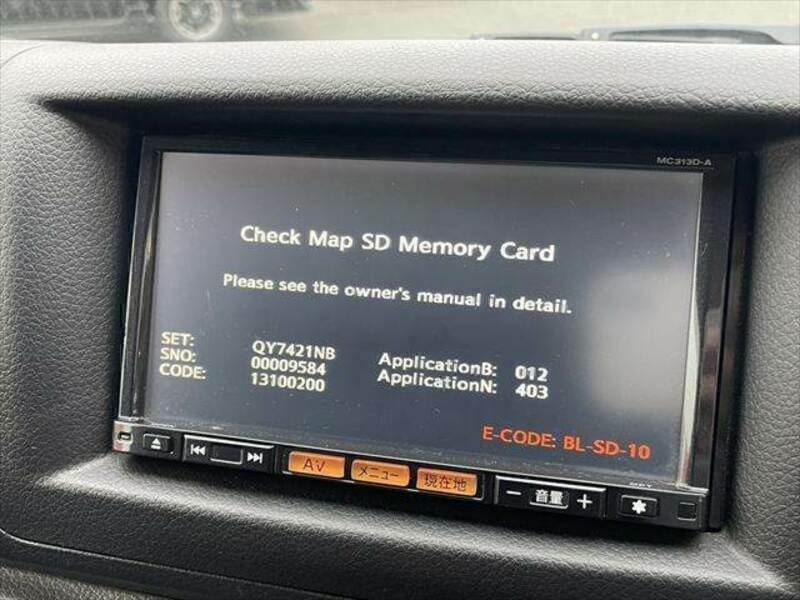 MC313D-A
Check Map SD Memory Card
Please see the owner's manual in detail.
SET: QY7421NB
SNO: 00009584 ApplicationB: 012
CODE: 13100200 ApplicationN: 403
E-CODE: BL-SD-10
AV メニュー 現在地 − 音量 +